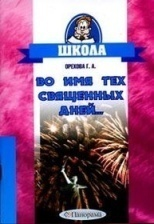 ШКОЛА
ОРЕХОВА Г. А.
ВО ИМЯ ТЕХ
СВЯЩЕННЫХ
ДНЕЙ...
Панорама